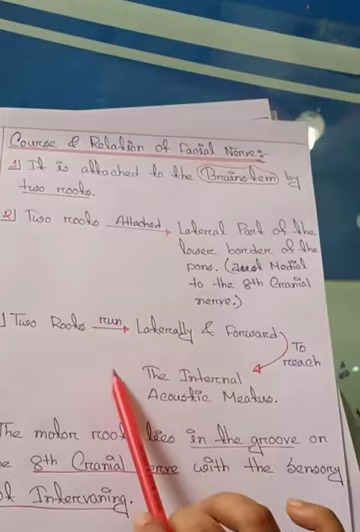 Course & Relation of Facial Nerve:-
1) It is attached to the Brainstem by
two roots.
2) Two roots Attached → Lateral Part of the
lower border of the
pons. (Just Medial
to the 8th Cranial
nerve.)
] Two Roots run → Laterally & Forward
To
reach
The Internal
Acoustic Meatus.
The motor root lies in the groove on
8th Cranial nerve with the sensory
Intervaning.